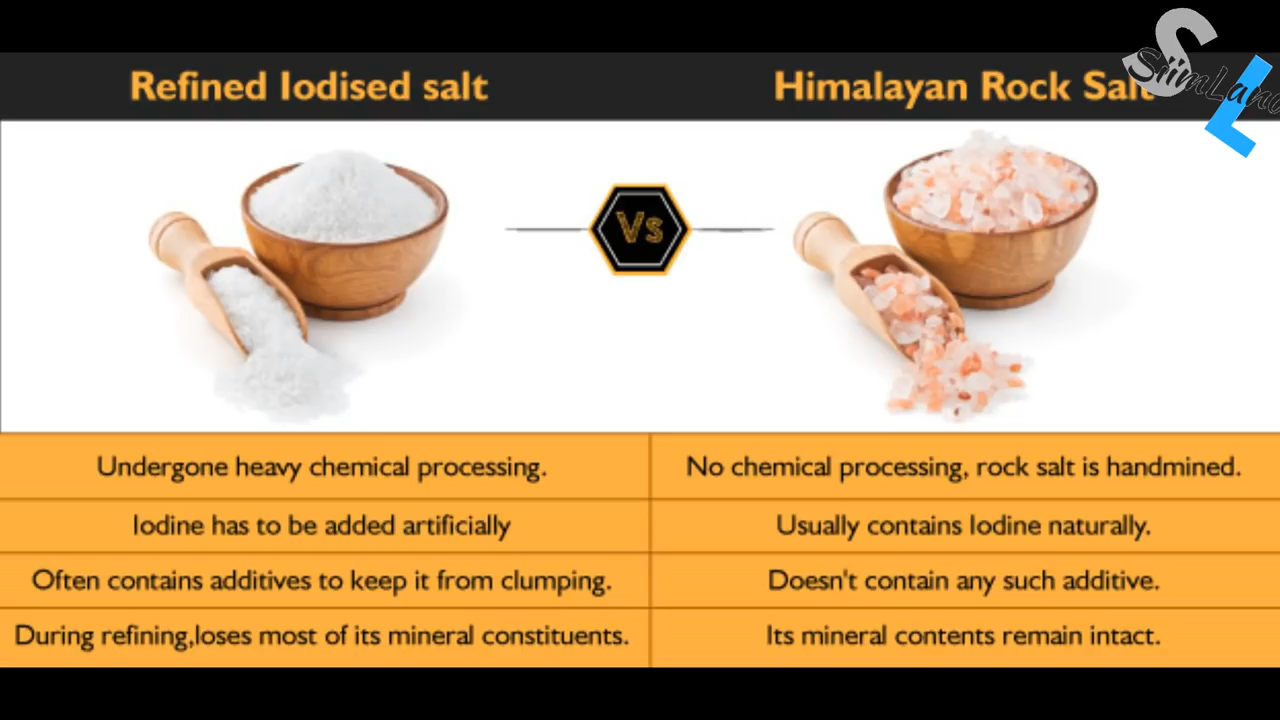 Refined Iodised salt
Himalayan Rock Salt
SiimLand
Vs
Undergone heavy chemical processing.
No chemical processing, rock salt is handmined.
Iodine has to be added artificially
Usually contains Iodine naturally.
Often contains additives to keep it from clumping.
Doesn't contain any such additive.
During refining,loses most of its mineral constituents.
Its mineral contents remain intact.